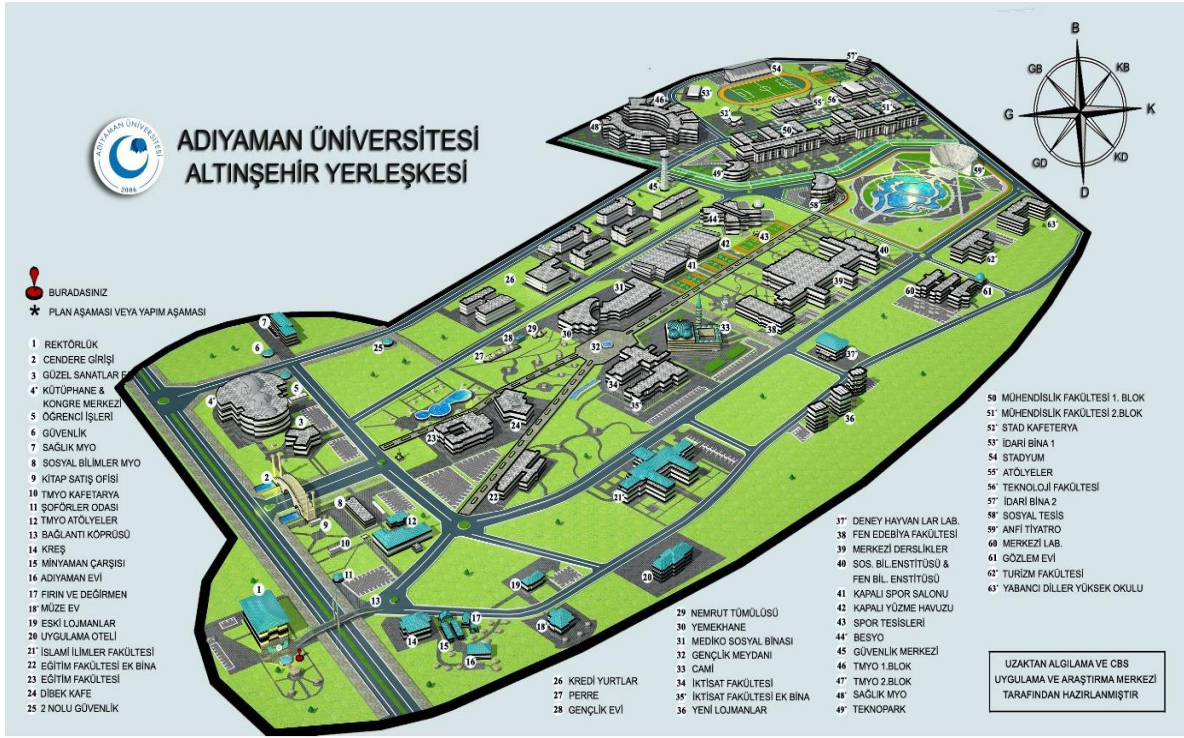 ADIYAMAN ÜNİVERSİTESİ
ALTINŞEHİR YERLEŞKESİ
ADIYAMAN ÜNİVERSİTESİ
2006
B
GB
KB
G
K
GD
KD
D
BURADASINIZ
* PLAN AŞAMASI VEYA YAPIM AŞAMASI
1 REKTÖRLÜK
2 CENDERE GİRİŞİ
3 GÜZEL SANATLAR
4* KÜTÜPHANE &
KONGRE MERKEZİ
5 ÖĞRENCİ İŞLERİ
6 GÜVENLİK
7 SAĞLIK MYO
8 SOSYAL BİLİMLER MYO
9 KİTAP SATIŞ OFİSİ
10 TMYO KAFETARYA
11 ŞOFÖRLER ODASI
12 TMYO ATÖLYELER
13 BAĞLANTI KÖPRÜSÜ
14 KREŞ
15 MİNYAMAN ÇARŞISI
16 ADIYAMAN EVİ
17 FIRIN VE DEĞİRMEN
18* MÜZE EV
19 ESKİ LOJMANLAR
20 UYGULAMA OTELİ
21* İSLAMİ İLİMLER FAKÜLTESİ
22 EĞİTİM FAKÜLTESİ EK BİNA
23 EĞİTİM FAKÜLTESİ
24 DİBEK KAFE
25 2 NOLU GÜVENLİK
26 KREDİ YURTLAR
27 PERRE
28 GENÇLİK EVİ
29 NEMRUT TÜMÜLÜSÜ
30 YEMEKHANE
31 MEDİKO SOSYAL BİNASI
32 GENÇLİK MEYDANI
33 CAMİ
34 İKTİSAT FAKÜLTESİ
35* İKTİSAT FAKÜLTESİ EK BİNA
36 YENİ LOJMANLAR
37* DENEY HAYVAN LAR LAB.
38 FEN EDEBİYA FAKÜLTESİ
39 MERKEZİ DERSLİKLER
40 SOS. BİL.ENSTİTÜSÜ &
FEN BİL. ENSTİTÜSÜ
41 KAPALI SPOR SALONU
42 KAPALI YÜZME HAVUZU
43 SPOR TESİSLERİ
44* BESYO
45 GÜVENLİK MERKEZİ
46 TMYO 1.BLOK
47* TMYO 2.BLOK
48* SAĞLIK MYO
49* TEKNOPARK
50 MÜHENDİSLİK FAKÜLTESİ 1. BLOK
51* MÜHENDİSLİK FAKÜLTESİ 2.BLOK
52* STAD KAFETERYA
53* İDARİ BİNA 1
54 STADYUM
55* ATÖLYELER
56* TEKNOLOJİ FAKÜLTESİ
57* İDARİ BİNA 2
58* SOSYAL TESİS
59* ANFİ TİYATRO
60 MERKEZİ LAB.
61 GÖZLEM EVİ
62* TURİZM FAKÜLTESİ
63* YABANCI DİLLER YÜKSEK OKULU
UZAKTAN ALGILAMA VE CBS
UYGULAMA VE ARAŞTIRMA MERKEZİ
TARAFINDAN HAZIRLANMIŞTIR